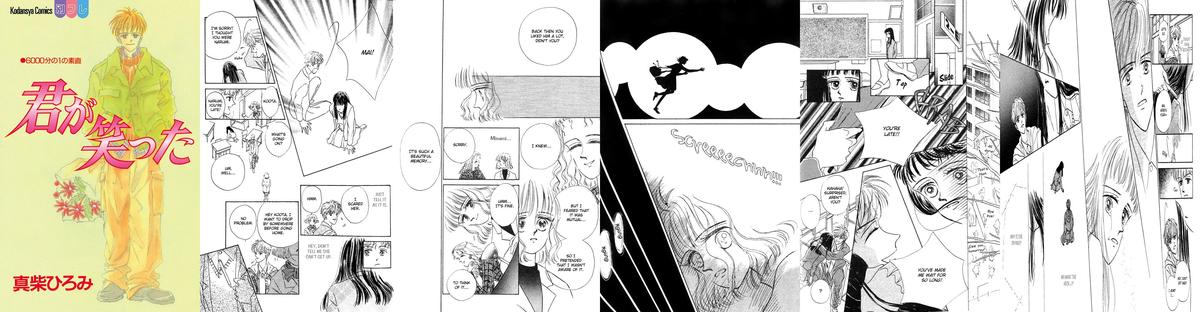 Kodansya Comics
●6000分の1の素直
君が
笑った
真柴ひろみ
I'M SORRY!
I THOUGHT
YOU WERE
NARUMI.
MAI!
NARUMI,
YOU'RE
LATE!
KOOTA.
WHAT'S
GOING
ON?
UM,
WELL...
NO
PROBLEM.
HEY KOOTA, I
WANT TO DROP
BY SOMEWHERE
BEFORE GOING
HOME.
HMM.
I
SCARED
HER.
JUST
TELL IT
AS IT IS.
HEY, DON'T
TELL ME SHE
CAN'T GET UP.
IT'S SUCH A
BEAUTIFUL
MEMORY...
BACK THEN YOU
LIKED HIM A LOT,
DIDN'T YOU?
SORRY.
Minami...
I KNEW...
UMM...
IT'S FINE.
BUT I
FEARED THAT
IT WAS
MUTUAL...
SO I
PRETENDED
THAT I WASN'T
AWARE OF IT.
TO THINK
OF IT...
Screeeechhhh!!!
Tap
Slide
YOU'RE
LATE!!
HAHAHA!
SURPRISED,
AREN'T
YOU?
?
YOU'VE MADE
ME WAIT FOR
SO LONG!